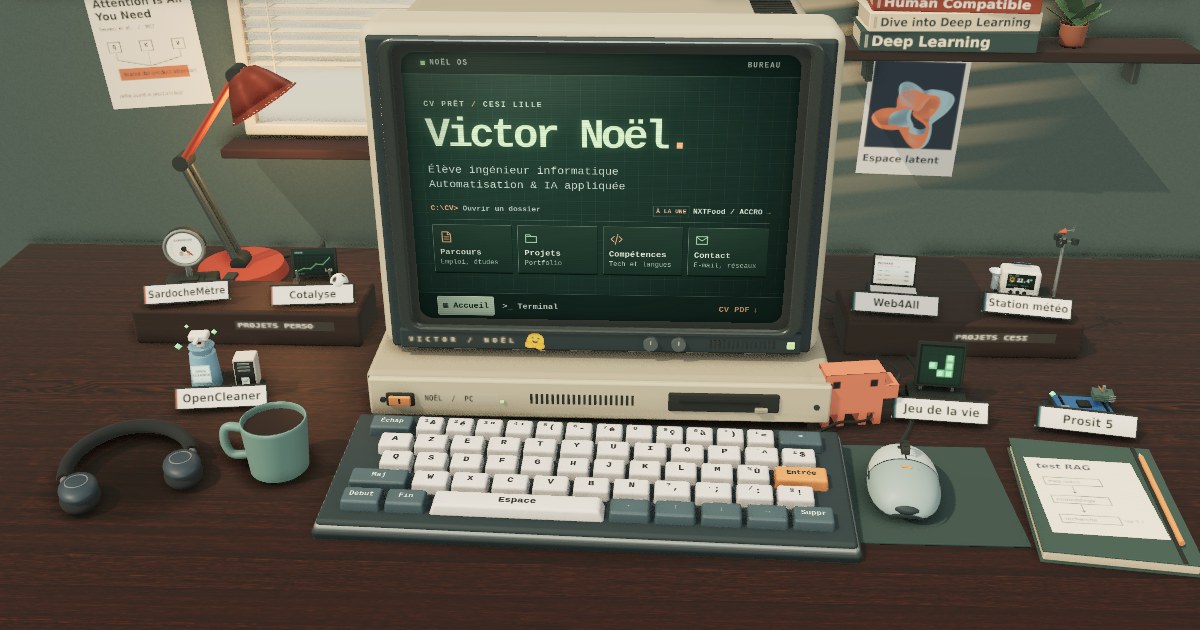 Attention Is All
You Need
Human Compatible
Dive into Deep Learning
Deep Learning
Espace latent
NOËL OS
BUREAU
CV PRÊT / CESI LILLE
Victor Noël.
Élève ingénieur informatique
Automatisation & IA appliquée
C:\CV> Ouvrir un dossier
À LA UNE NXTFood / ACCRO
Parcours
Emploi, études
Projets
Portfolio
Compétences
Tech et langues
Contact
E-mail, réseaux
Accueil
>_ Terminal
CV PDF ↓
VICTOR / NOËL
NOËL / PC
SardocheMetre
Cotalyse
PROJETS PERSO
OpenCleaner
Web4All
Station météo
PROJETS CESI
Jeu de la vie
Prosit 5
test RAG
Échap
A Z E R T Y U I O P ^ $
Q S D F G H J K L M Ù Entrée
Maj W X C V B N , ; : !
Début Fin Espace Suppr